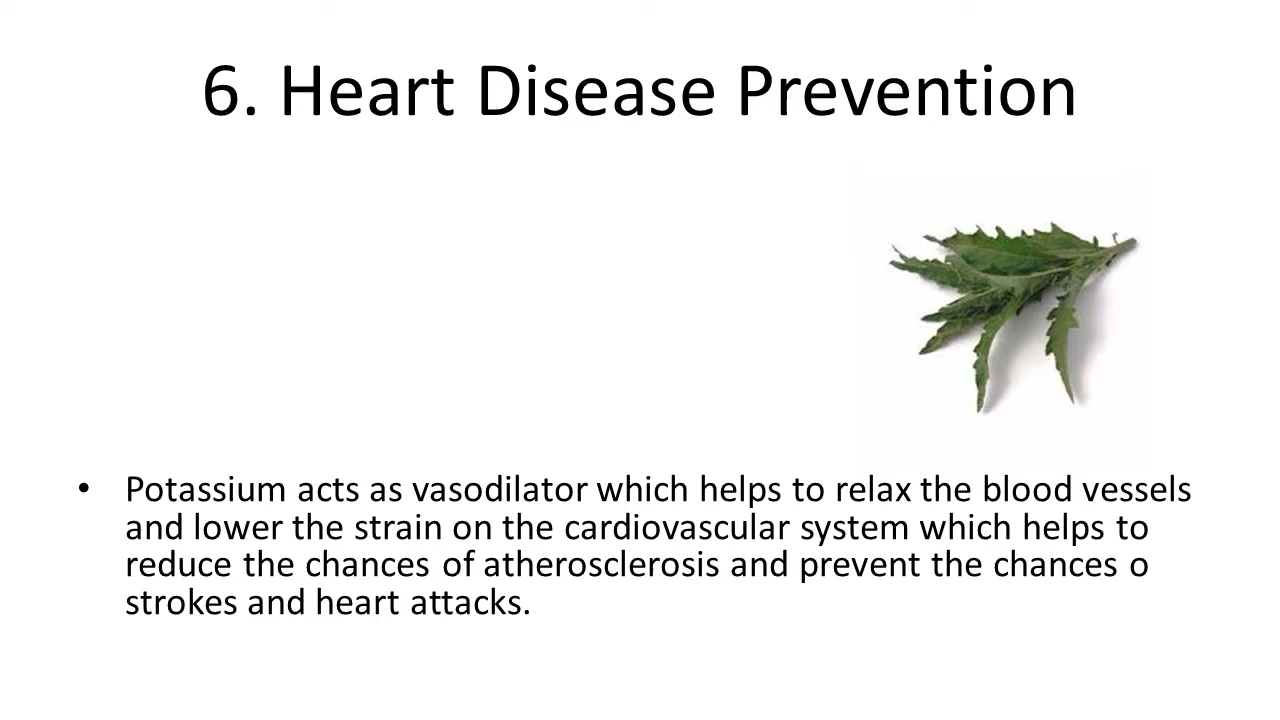 6. Heart Disease Prevention
• Potassium acts as vasodilator which helps to relax the blood vessels
and lower the strain on the cardiovascular system which helps to
reduce the chances of atherosclerosis and prevent the chances o
strokes and heart attacks.